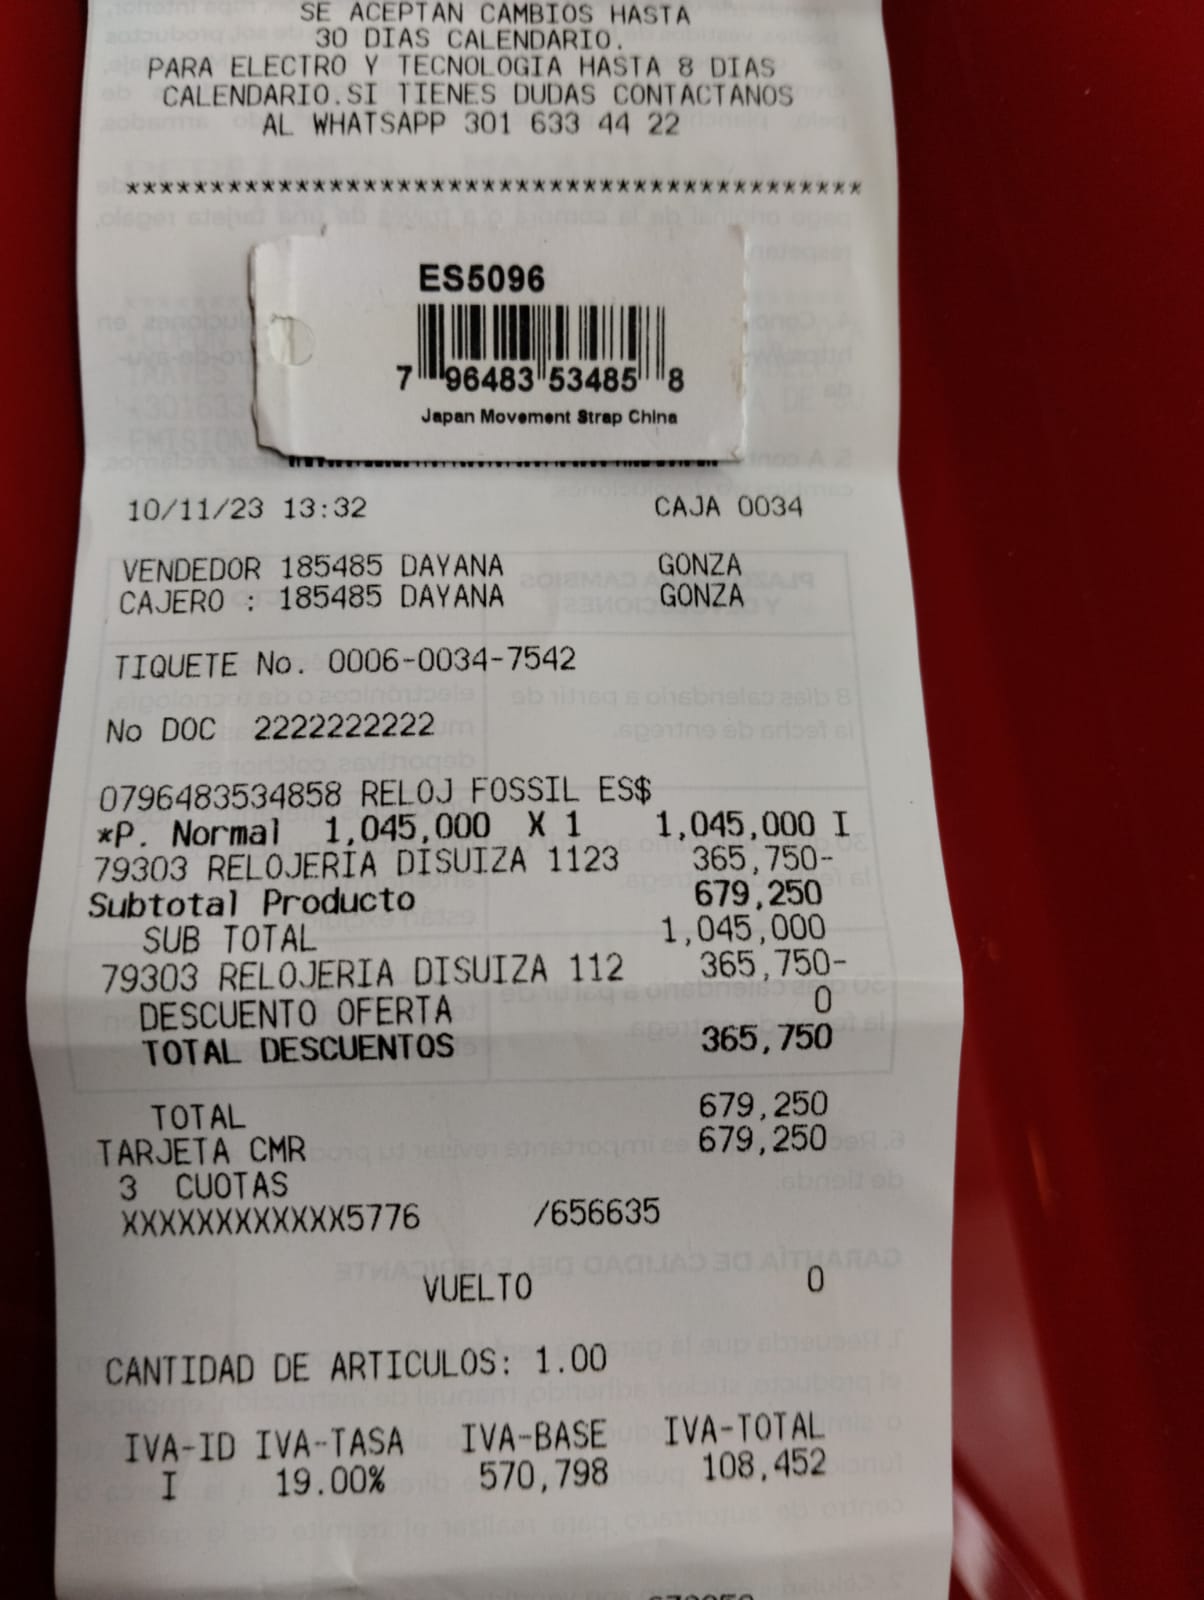 SE ACEPTAN CAMBIOS HASTA
30 DIAS CALENDARIO.
PARA ELECTRO Y TECNOLOGIA HASTA 8 DIAS
CALENDARIO.SI TIENES DUDAS CONTACTANOS
AL WHATSAPP 301 633 44 22
********************************************
ES5096
7 96483 53485 8
Japan Movement Strap China
10/11/23 13:32 CAJA 0034
VENDEDOR 185485 DAYANA GONZA
CAJERO : 185485 DAYANA GONZA
TIQUETE No. 0006-0034-7542
No DOC 2222222222
0796483534858 RELOJ FOSSIL ES$
*P. Normal 1,045,000 X 1 1,045,000 I
79303 RELOJERIA DISUIZA 1123 365,750-
Subtotal Producto 679,250
SUB TOTAL 1,045,000
79303 RELOJERIA DISUIZA 112 365,750-
DESCUENTO OFERTA 0
TOTAL DESCUENTOS 365,750
TOTAL 679,250
TARJETA CMR 679,250
3 CUOTAS
XXXXXXXXXXXX5776 /656635
VUELTO 0
CANTIDAD DE ARTICULOS: 1.00
IVA-ID IVA-TASA IVA-BASE IVA-TOTAL
I 19.00% 570,798 108,452